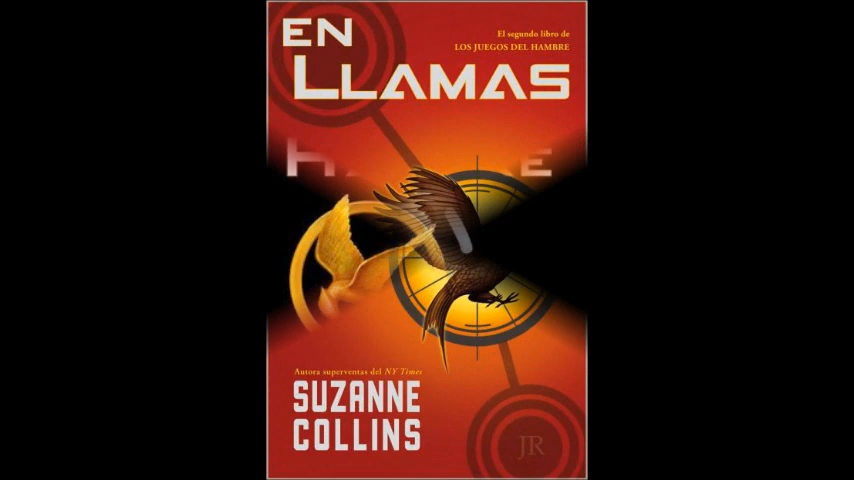 EN
LLAMAS
El segundo libro de
LOS JUEGOS DEL HAMBRE
Autora superventas del NY Times
SUZANNE
COLLINS
JR